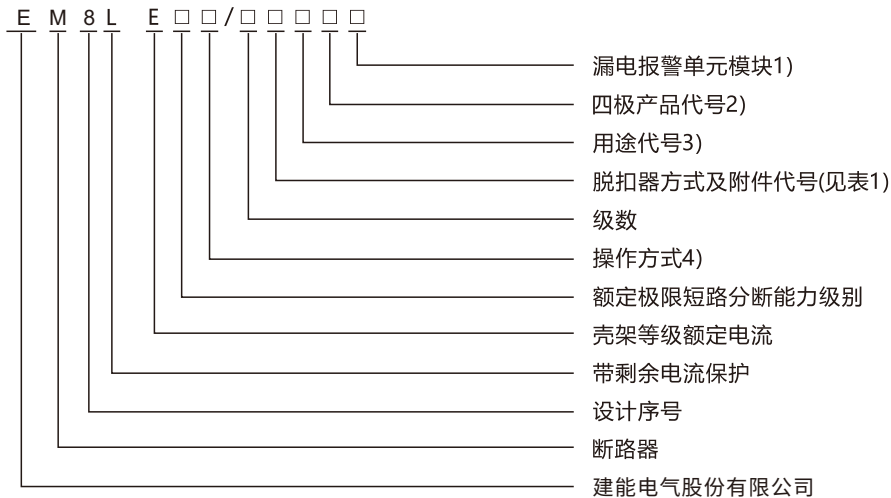 E M 8 L E□□/□□□□□
漏电报警单元模块1)
四极产品代号2)
用途代号3)
脱扣器方式及附件代号(见表1)
级数
操作方式4)
额定极限短路分断能力级别
壳架等级额定电流
带剩余电流保护
设计序号
断路器
建能电气股份有限公司